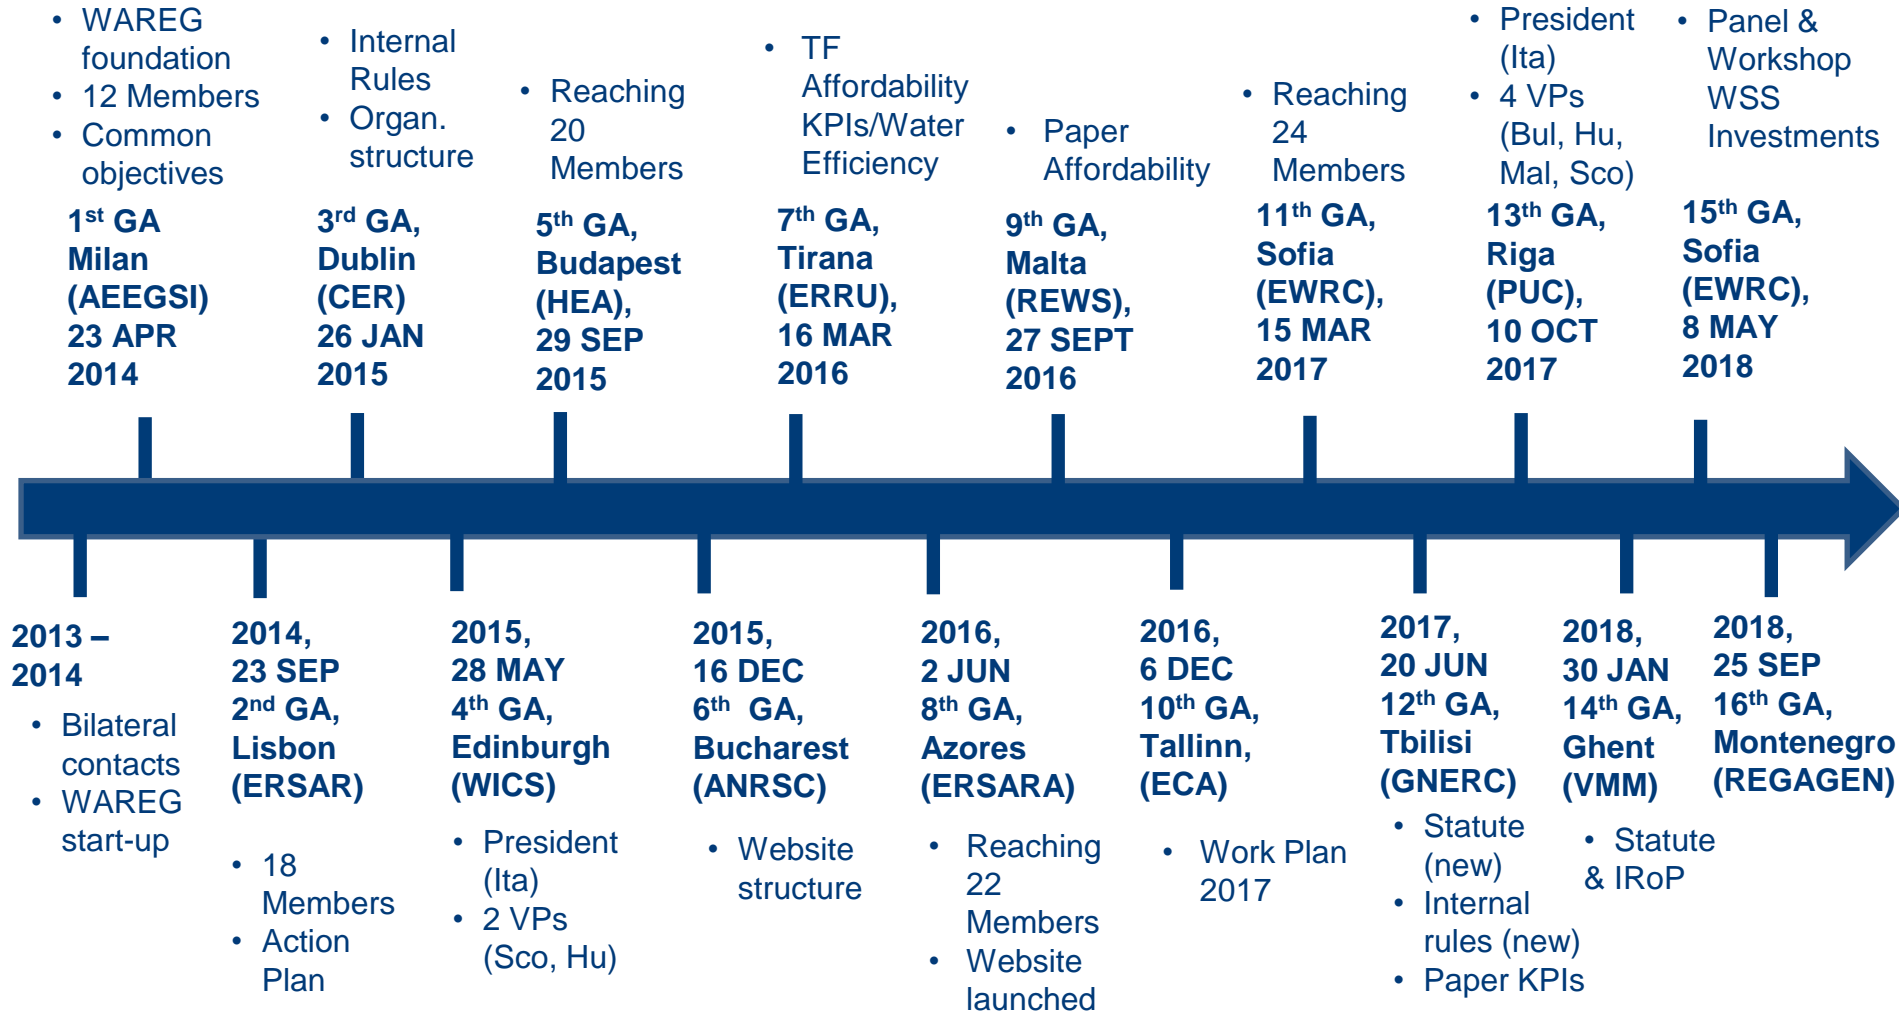 • WAREG
foundation
• 12 Members
• Common
objectives
1st GA
Milan
(AEEGSI)
23 APR
2014
• Internal
Rules
• Organ.
structure
3rd GA,
Dublin
(CER)
26 JAN
2015
• Reaching
20
Members
5th GA,
Budapest
(HEA),
29 SEP
2015
• TF
Affordability
KPIs/Water
Efficiency
7th GA,
Tirana
(ERRU),
16 MAR
2016
• Paper
Affordability
9th GA,
Malta
(REWS),
27 SEPT
2016
• Reaching
24
Members
11th GA,
Sofia
(EWRC),
15 MAR
2017
• President
(Ita)
• 4 VPs
(Bul, Hu,
Mal, Sco)
13th GA,
Riga
(PUC),
10 OCT
2017
• Panel &
Workshop
WSS
Investments
15th GA,
Sofia
(EWRC),
8 MAY
2018
2013 –
2014
• Bilateral
contacts
• WAREG
start-up
2014,
23 SEP
2nd GA,
Lisbon
(ERSAR)
• 18
Members
• Action
Plan
2015,
28 MAY
4th GA,
Edinburgh
(WICS)
• President
(Ita)
• 2 VPs
(Sco, Hu)
2015,
16 DEC
6th GA,
Bucharest
(ANRSC)
• Website
structure
2016,
2 JUN
8th GA,
Azores
(ERSARA)
• Reaching
22
Members
• Website
launched
2016,
6 DEC
10th GA,
Tallinn,
(ECA)
• Work Plan
2017
2017,
20 JUN
12th GA,
Tbilisi
(GNERC)
• Statute
(new)
• Internal
rules (new)
• Paper KPIs
2018,
30 JAN
14th GA,
Ghent
(VMM)
• Statute
& IRoP
2018,
25 SEP
16th GA,
Montenegro
(REGAGEN)